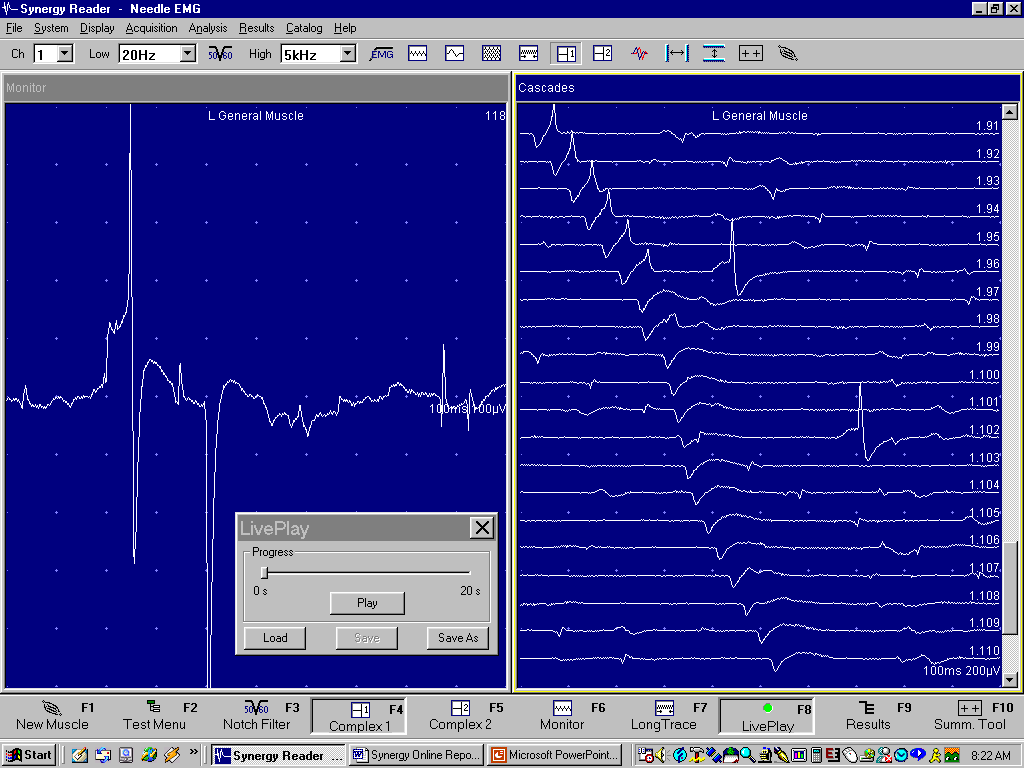 Synergy Reader - Needle EMG
File System Display Acquisition Analysis Results Catalog Help
Ch 1 Low 20Hz 50/60 High 5kHz EMG 1 2
Monitor
L General Muscle 118
100ms 100µV
LivePlay
Progress
0 s 20 s
Play
Load Save Save As
Cascades
L General Muscle
1.91
1.92
1.93
1.94
1.95
1.96
1.97
1.98
1.99
1.100
1.101
1.102
1.103
1.104
1.105
1.106
1.107
1.108
1.109
1.110
100ms 200µV
F1 New Muscle
F2 Test Menu
50/60 F3 Notch Filter
1 F4 Complex 1
2 F5 Complex 2
F6 Monitor
F7 LongTrace
F8 LivePlay
F9 Results
F10 Summ. Tool
Start » Synergy Reader ... Synergy Online Repo... Microsoft PowerPoint... 8:22 AM